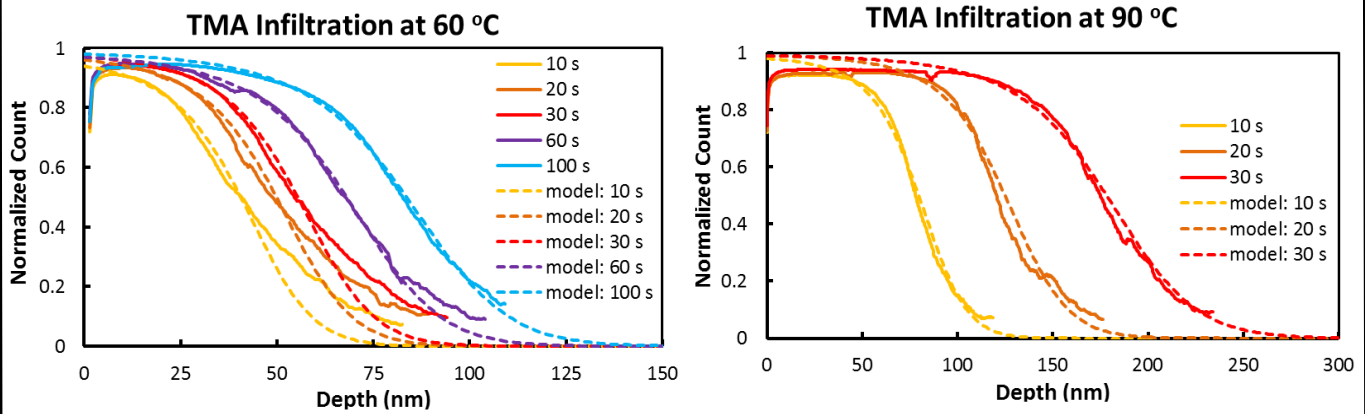 TMA Infiltration at 60 °C
Normalized Count
1
0.8
0.6
0.4
0.2
0
0
25
50
75
100
125
150
Depth (nm)
10 s
20 s
30 s
60 s
100 s
model: 10 s
model: 20 s
model: 30 s
model: 60 s
model: 100 s
TMA Infiltration at 90 °C
Normalized Count
1
0.8
0.6
0.4
0.2
0
0
50
100
150
200
250
300
Depth (nm)
10 s
20 s
30 s
model: 10 s
model: 20 s
model: 30 s